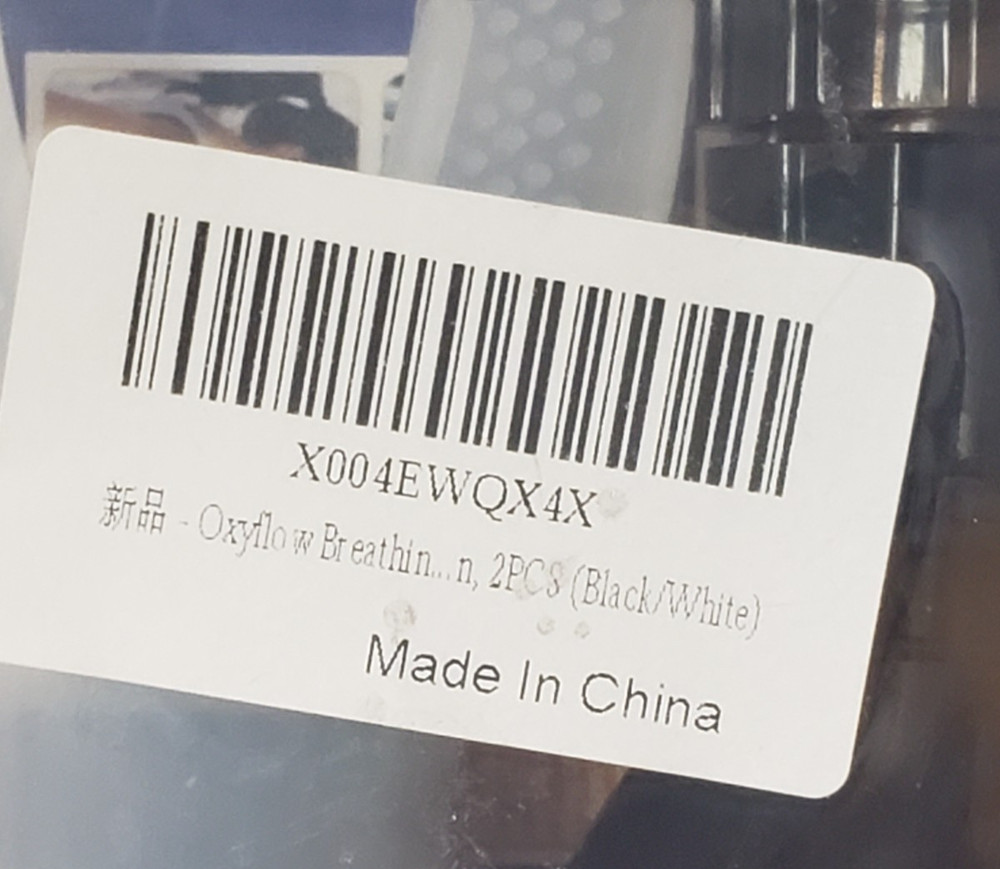 X004EWQX4X
新品 - Oxyflow Breathin...n, 2PCS (Black/White)
Made In China